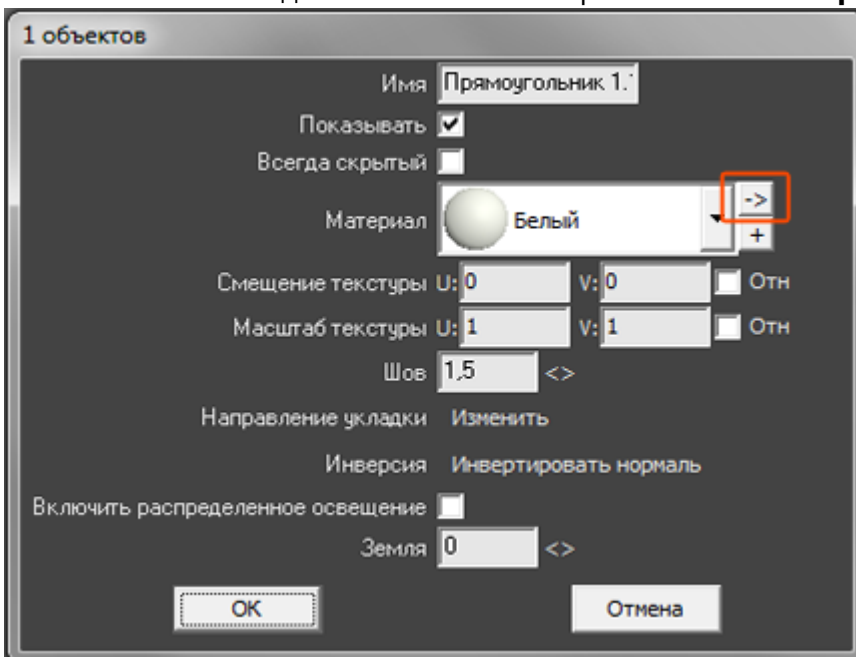 1 объектов
Имя Прямоугольник 1.
Показывать
Всегда скрытый
Материал Белый ->
+
Смещение текстуры U: 0 V: 0 Отн
Масштаб текстуры U: 1 V: 1 Отн
Шов 1,5 <>
Направление укладки Изменить
Инверсия Инвертировать нормаль
Включить распределенное освещение
Земля 0 <>
OK Отмена